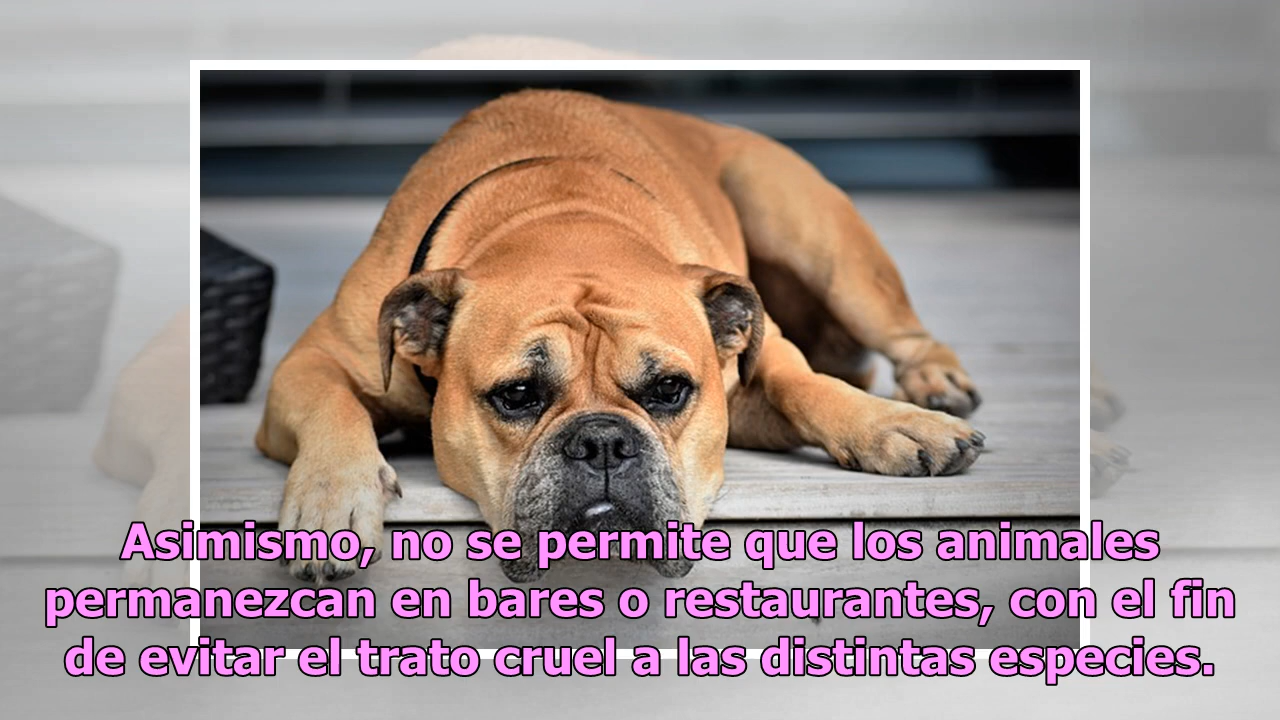 Asimismo, no se permite que los animales
permanezcan en bares o restaurantes, con el fin
de evitar el trato cruel a las distintas especies.